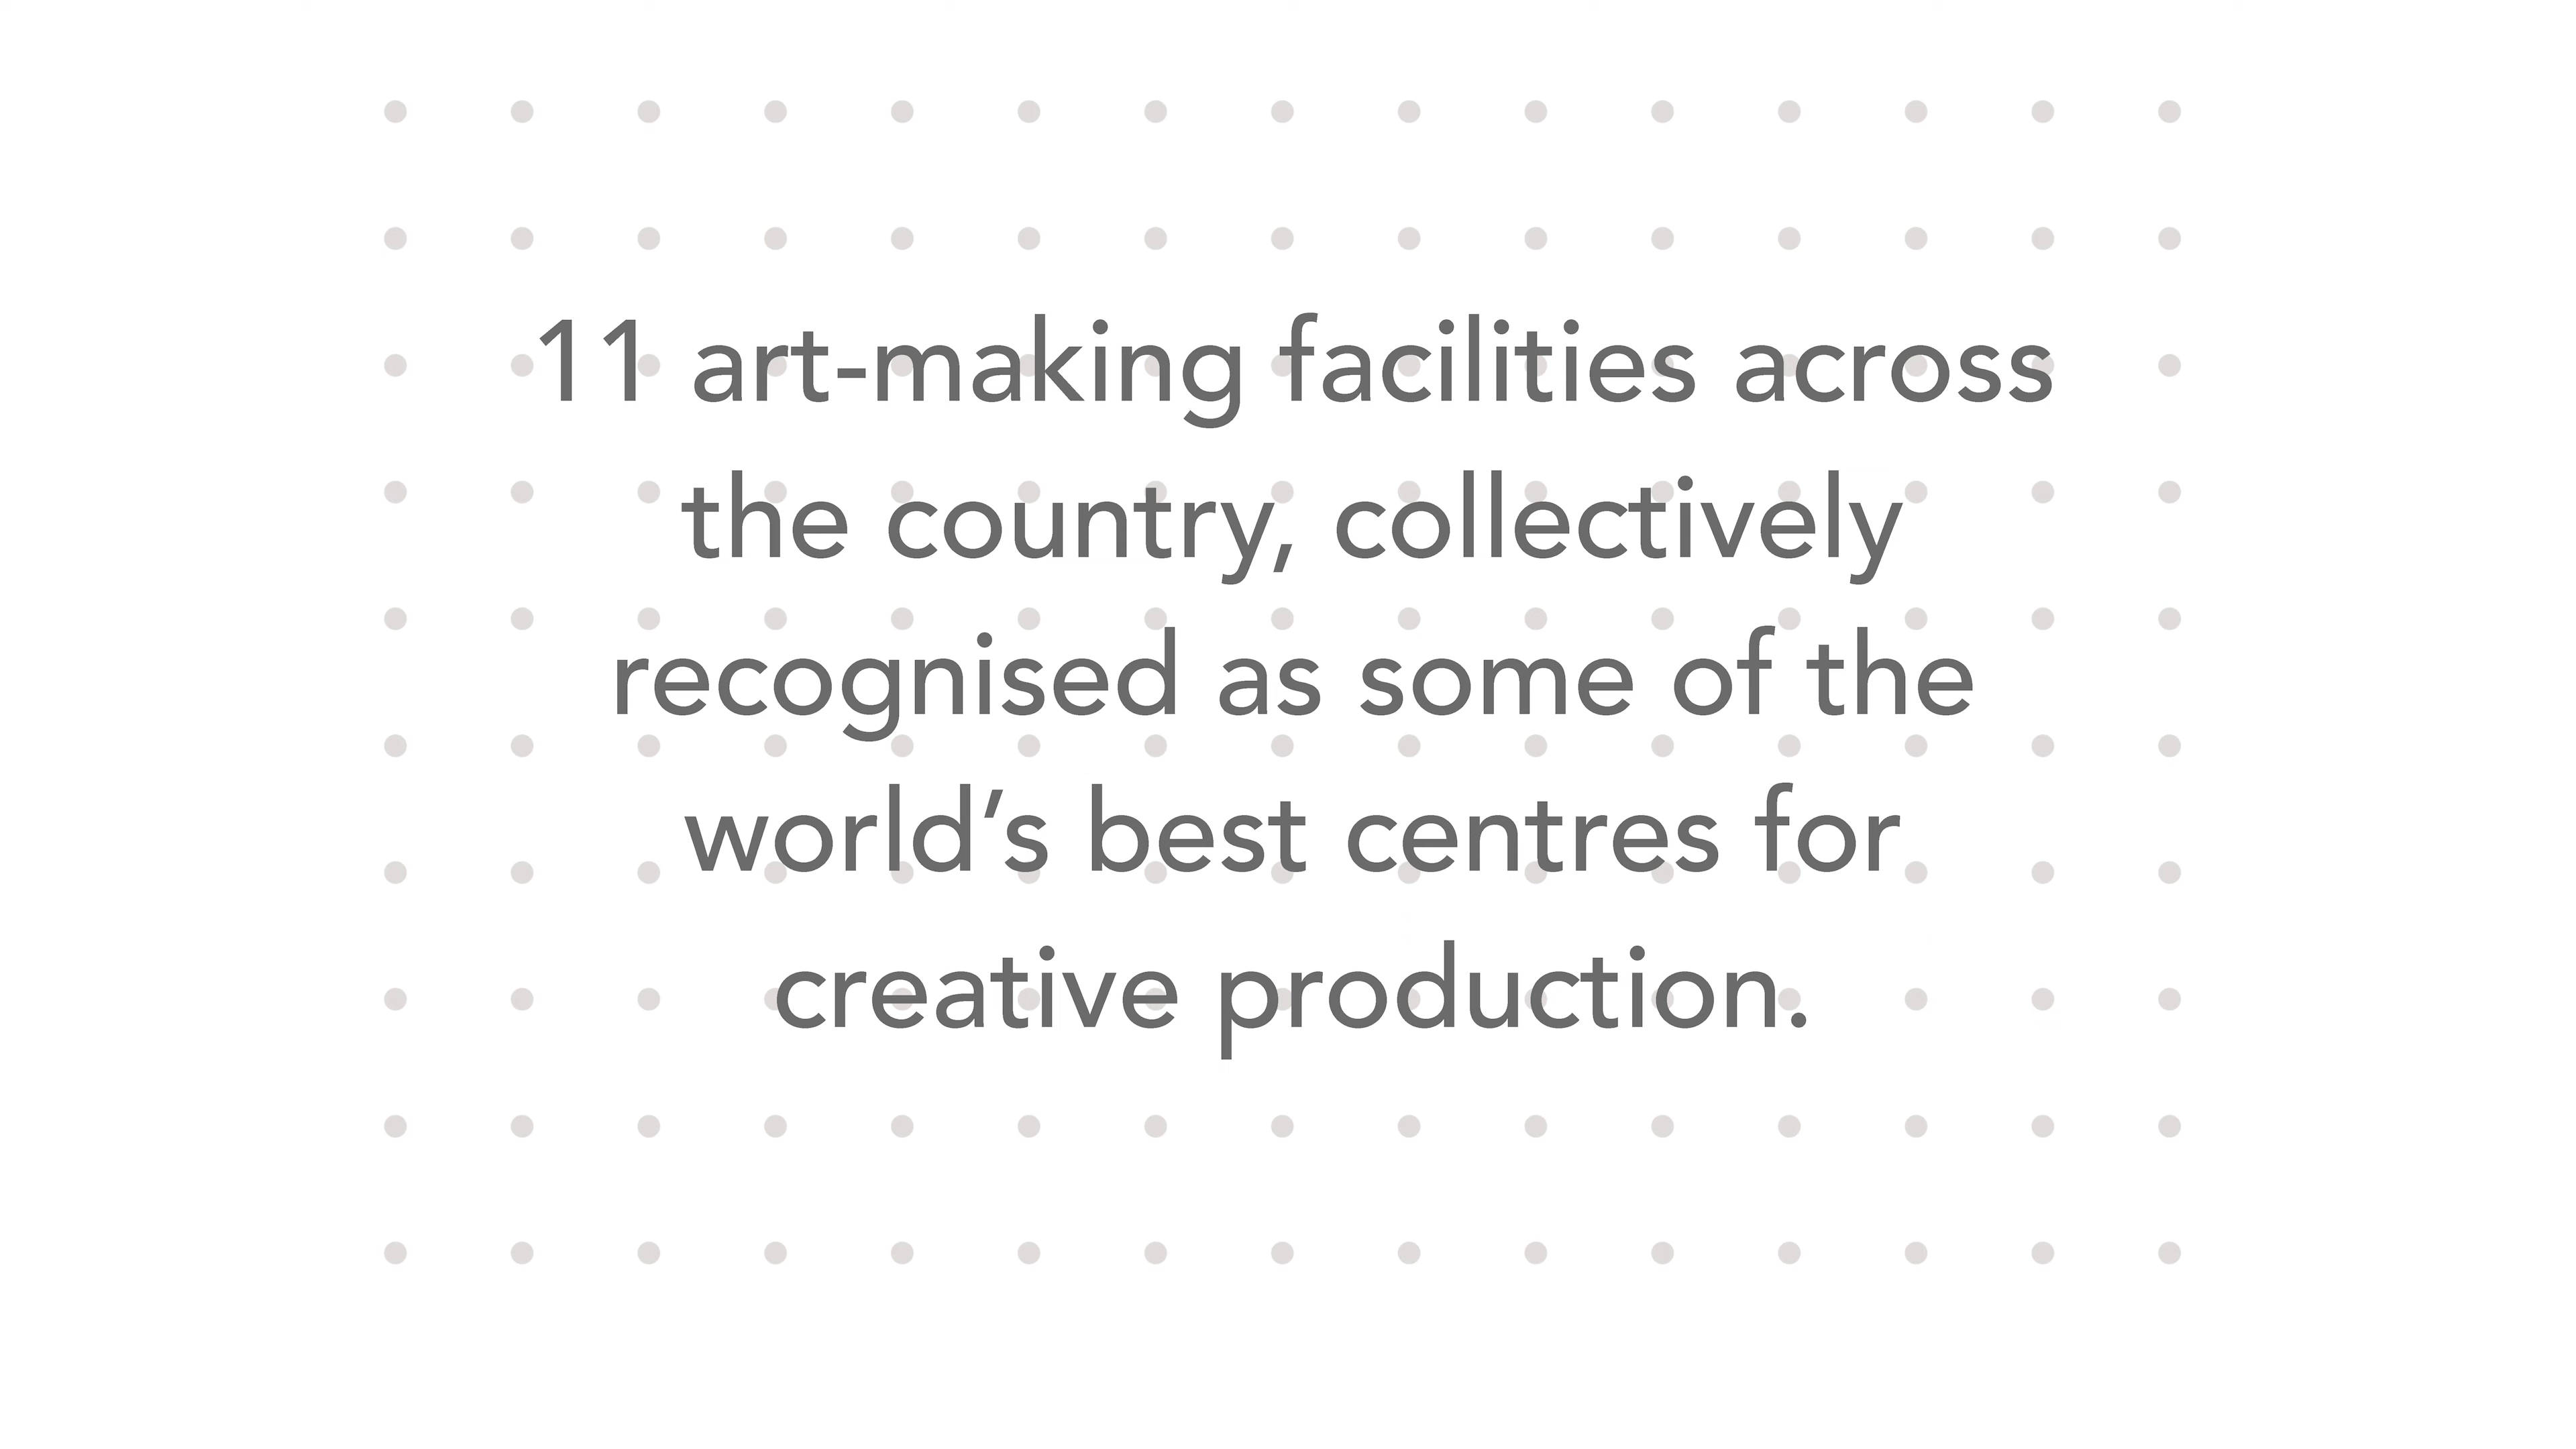 11 art-making facilities across
the country, collectively
recognised as some of the
world’s best centres for
creative production.